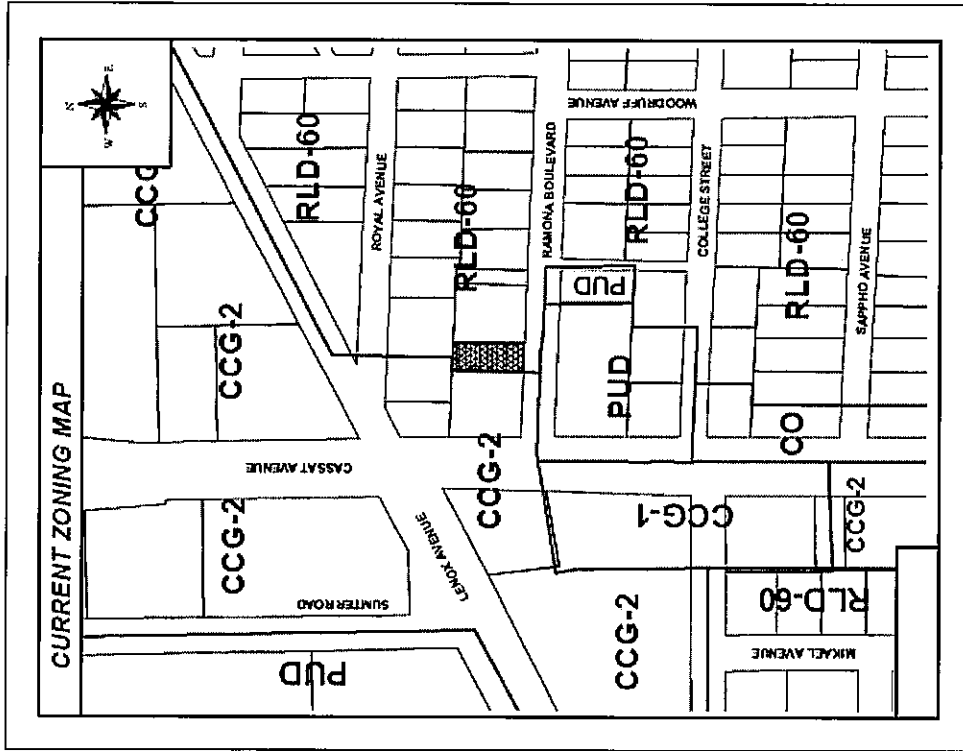 CURRENT ZONING MAP
N
W
E
S
CCG
CCG-2
CCG-2
PUD
SUNTER ROAD
CASSAT AVENUE
RLD-60
ROYAL AVENUE
LENOX AVENUE
CCG-2
RLD-60
RAMONA BOULEVARD
PUD
WOODRUFF AVENUE
CCG-2
CCG-1
PUD
RLD-60
COLLEGE STREET
RLD-60
CO
RLD-60
MIKAEL AVENUE
CCG-2
SAPPHO AVENUE